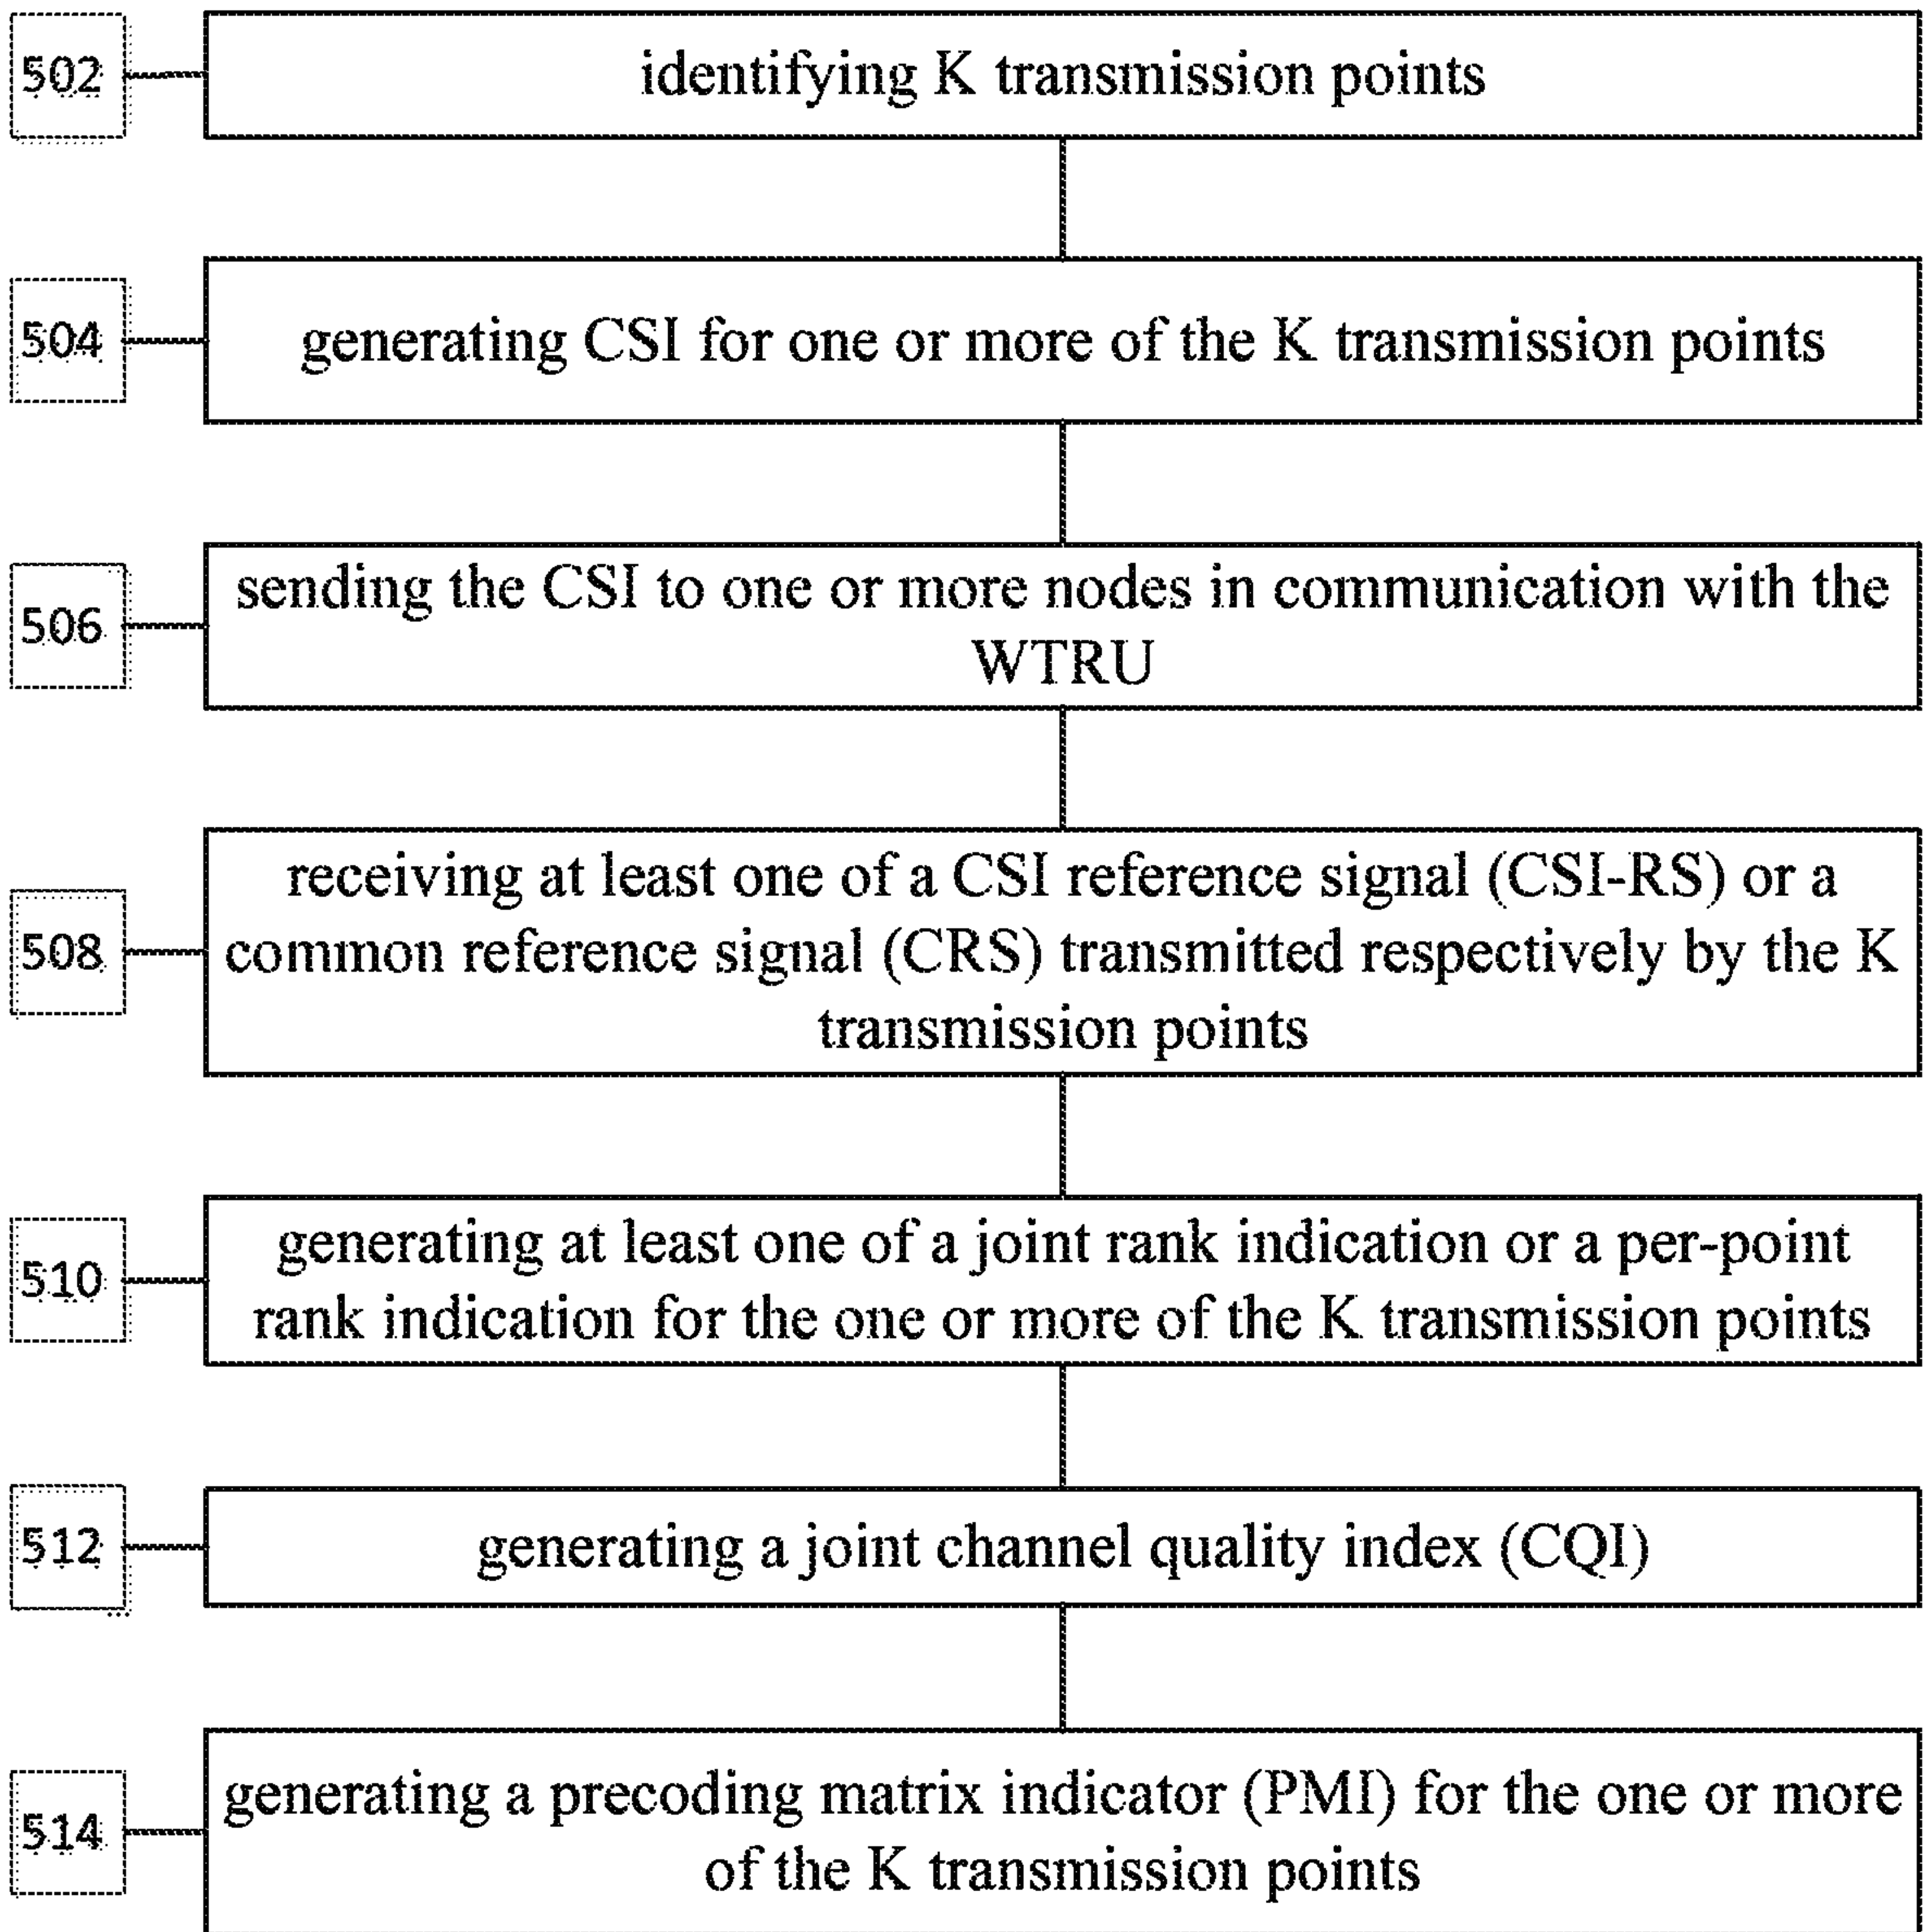 502
identifying K transmission points
504
generating CSI for one or more of the K transmission points
506
sending the CSI to one or more nodes in communication with the
WTRU
508
receiving at least one of a CSI reference signal (CSI-RS) or a
common reference signal (CRS) transmitted respectively by the K
transmission points
510
generating at least one of a joint rank indication or a per-point
rank indication for the one or more of the K transmission points
512
generating a joint channel quality index (CQI)
514
generating a precoding matrix indicator (PMI) for the one or more
of the K transmission points